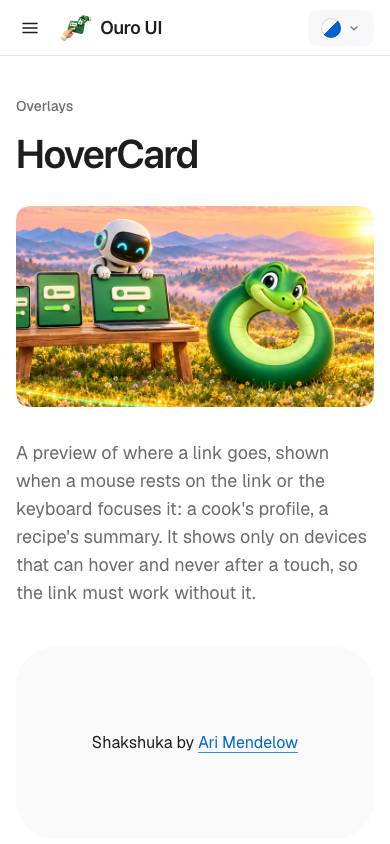 Ouro UI
Overlays
HoverCard
A preview of where a link goes, shown
when a mouse rests on the link or the
keyboard focuses it: a cook's profile, a
recipe's summary. It shows only on devices
that can hover and never after a touch, so
the link must work without it.
Shakshuka by Ari Mendelow